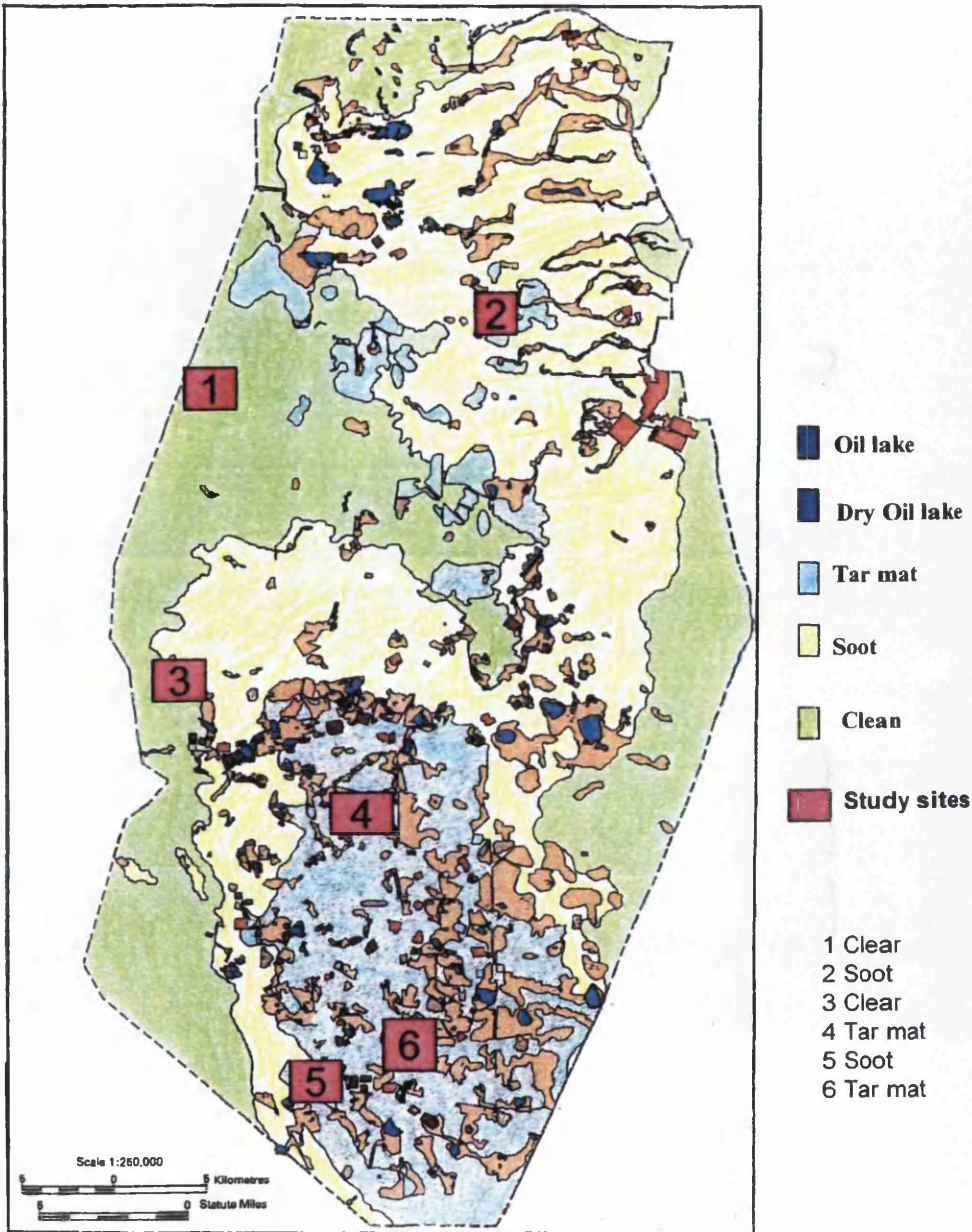 1
2
3
4
5
6
Oil lake
Dry Oil lake
Tar mat
Soot
Clean
Study sites
1 Clear
2 Soot
3 Clear
4 Tar mat
5 Soot
6 Tar mat
Scale 1:250,000
5 0 5 Kilometres
5 0 Statute Miles